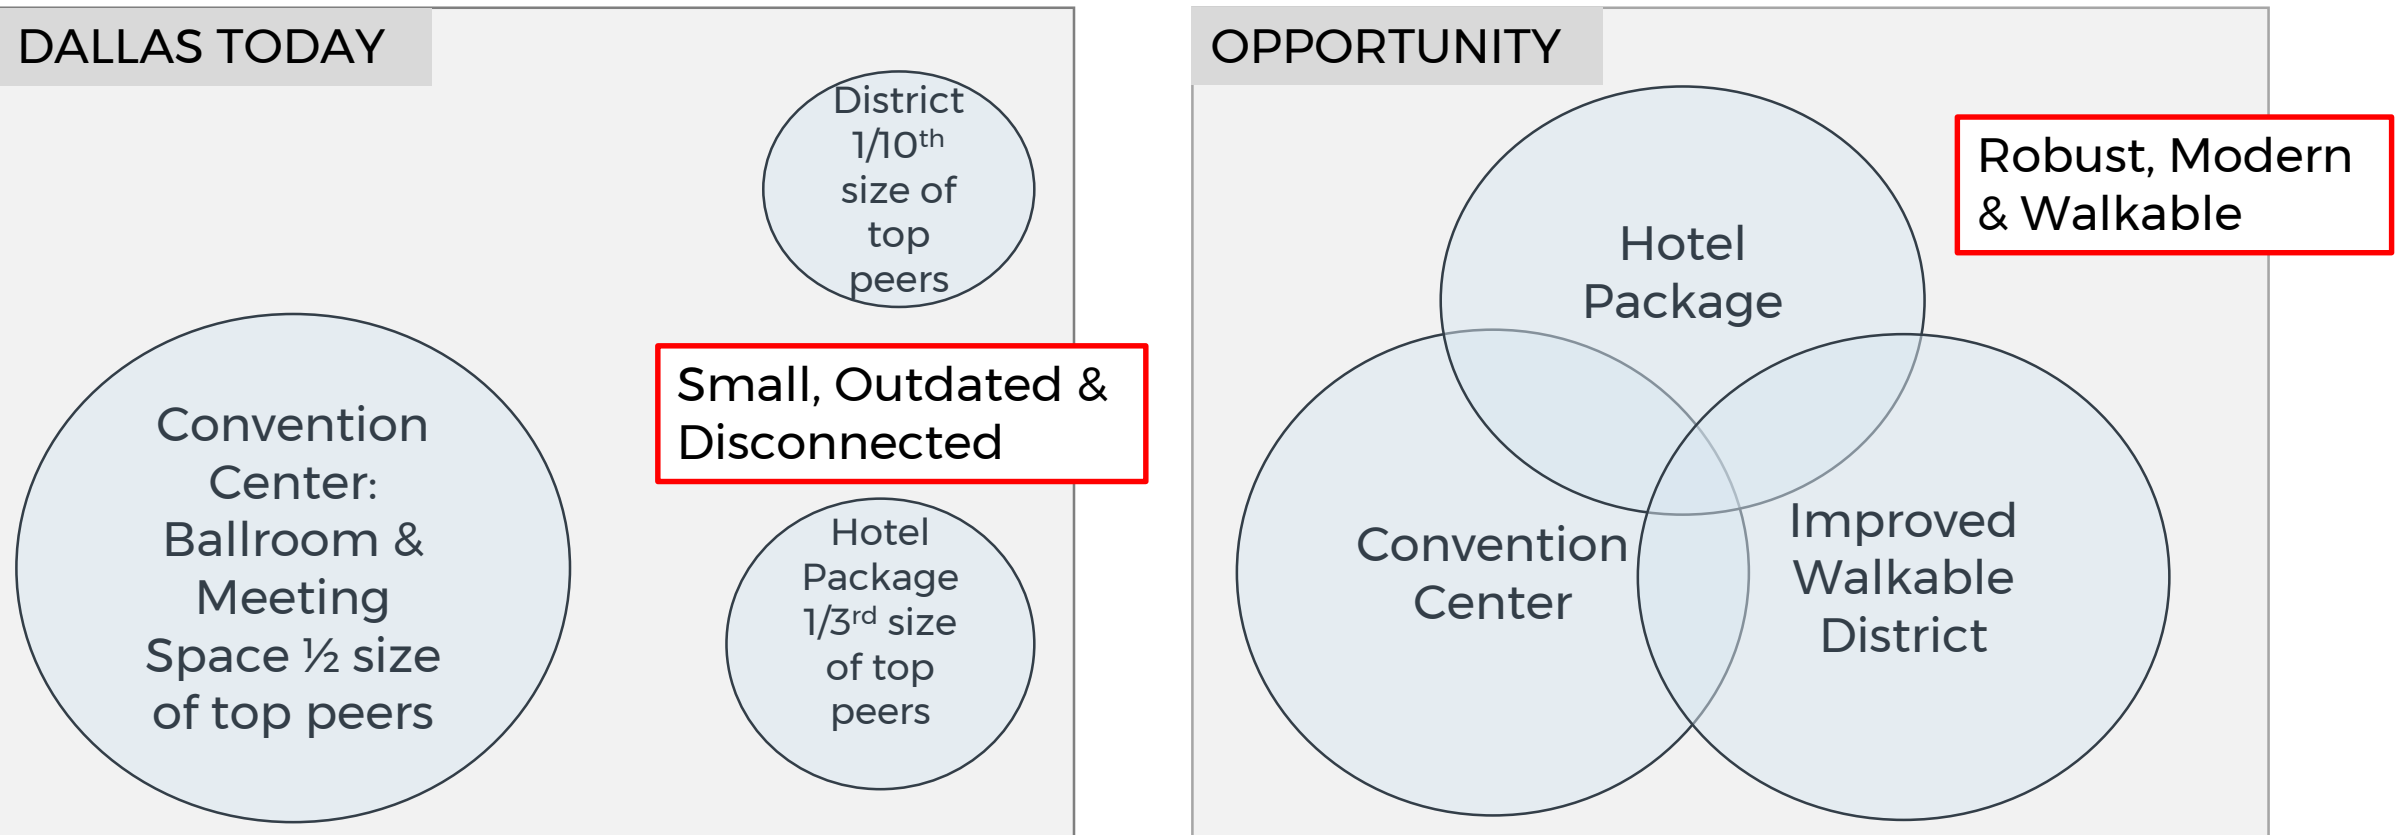 DALLAS TODAY
District
1/10th
size of
top
peers
Small, Outdated &
Disconnected
Convention
Center:
Ballroom &
Meeting
Space ½ size
of top peers
Hotel
Package
1/3rd size
of top
peers
OPPORTUNITY
Robust, Modern
& Walkable
Hotel
Package
Convention
Center
Improved
Walkable
District